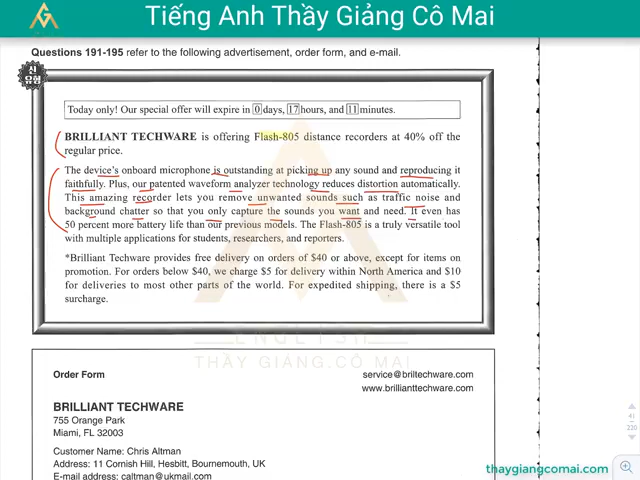 Tiếng Anh Thầy Giảng Cô Mai
Questions 191-195 refer to the following advertisement, order form, and e-mail.
신
유형
Today only! Our special offer will expire in 0 days, 17 hours, and 11 minutes.
BRILLIANT TECHWARE is offering Flash-805 distance recorders at 40% off the
regular price.
The device's onboard microphone is outstanding at picking up any sound and reproducing it
faithfully. Plus, our patented waveform analyzer technology reduces distortion automatically.
This amazing recorder lets you remove unwanted sounds such as traffic noise and
background chatter so that you only capture the sounds you want and need. It even has
50 percent more battery life than our previous models. The Flash-805 is a truly versatile tool
with multiple applications for students, researchers, and reporters.
*Brilliant Techware provides free delivery on orders of $40 or above, except for items on
promotion. For orders below $40, we charge $5 for delivery within North America and $10
for deliveries to most other parts of the world. For expedited shipping, there is a $5
surcharge.
ENGLISH
THẦY GIẢNG.CÔ MAI
Order Form
service@briltechware.com
www.brillianttechware.com
BRILLIANT TECHWARE
755 Orange Park
Miami, FL 32003
Customer Name: Chris Altman
Address: 11 Cornish Hill, Hesbitt, Bournemouth, UK
E-mail address: caltman@ukmail.com
41
220
thaygiangcomai.com